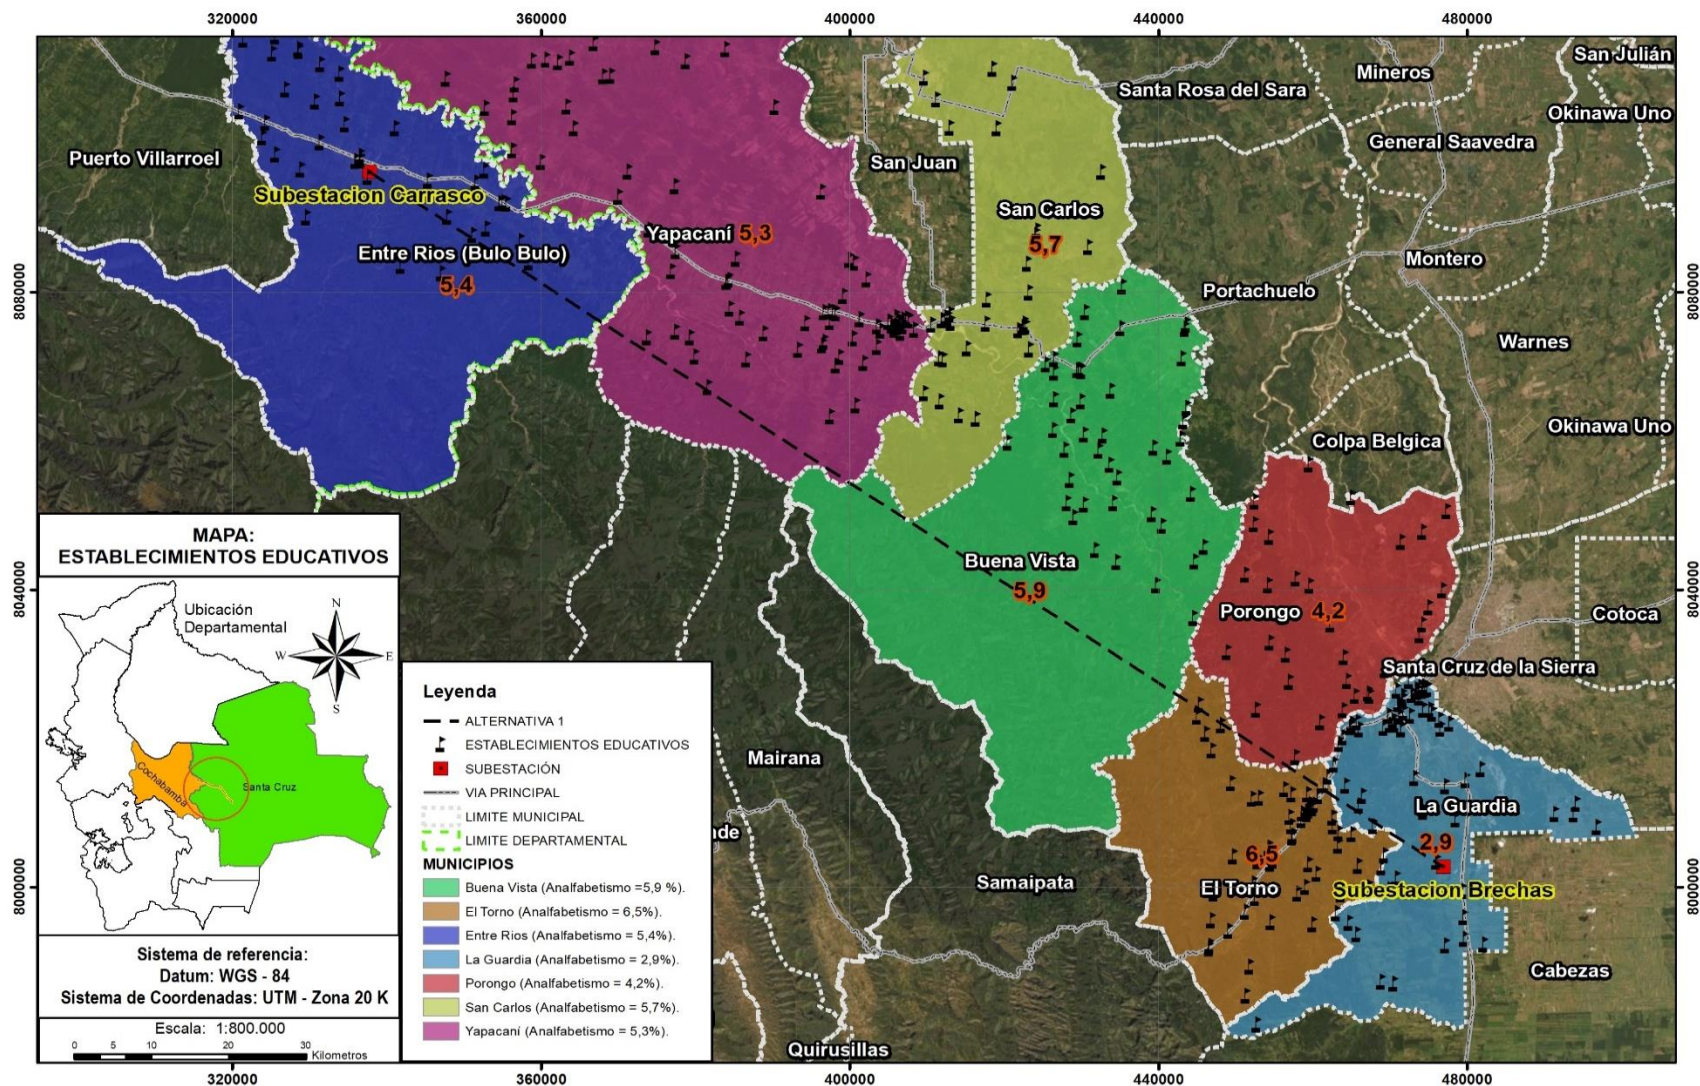 320000
360000
400000
440000
480000
San Julián
Mineros
Santa Rosa del Sara
Okinawa Uno
General Saavedra
Puerto Villarroel
San Juan
Subestacion Carrasco
San Carlos
5,7
Yapacaní 5,3
Entre Rios (Bulo Bulo)
5,4
Montero
Portachuelo
8080000
8080000
Warnes
Okinawa Uno
Colpa Belgica
Buena Vista
5,9
8040000
8040000
Porongo 4,2
Cotoca
Santa Cruz de la Sierra
Mairana
La Guardia
2,9
6,5
El Torno
Subestacion Brechas
Samaipata
8000000
8000000
Cabezas
Quirusillas
nde
MAPA:
ESTABLECIMIENTOS EDUCATIVOS
Ubicación
Departamental
N
W
E
S
Cochabamba
Santa Cruz
Sistema de referencia:
Datum: WGS - 84
Sistema de Coordenadas: UTM - Zona 20 K
Escala: 1:800.000
0 5 10 20 30
Kilometros
Leyenda
ALTERNATIVA 1
ESTABLECIMIENTOS EDUCATIVOS
SUBESTACIÓN
VIA PRINCIPAL
LIMITE MUNICIPAL
LIMITE DEPARTAMENTAL
MUNICIPIOS
Buena Vista (Analfabetismo =5,9 %).
El Torno (Analfabetismo = 6,5%).
Entre Rios (Analfabetismo = 5,4%).
La Guardia (Analfabetismo = 2,9%).
Porongo (Analfabetismo = 4,2%).
San Carlos (Analfabetismo = 5,7%).
Yapacaní (Analfabetismo = 5,3%).
320000
360000
400000
440000
480000